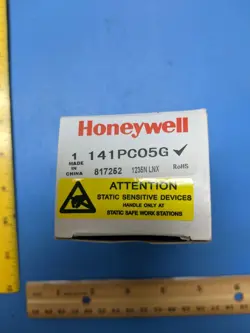 Honeywell
1 141PC05G
MADE IN CHINA 817252 1236N LNX RoHS
ATTENTION
STATIC SENSITIVE DEVICES
HANDLE ONLY AT
STATIC SAFE WORK STATIONS